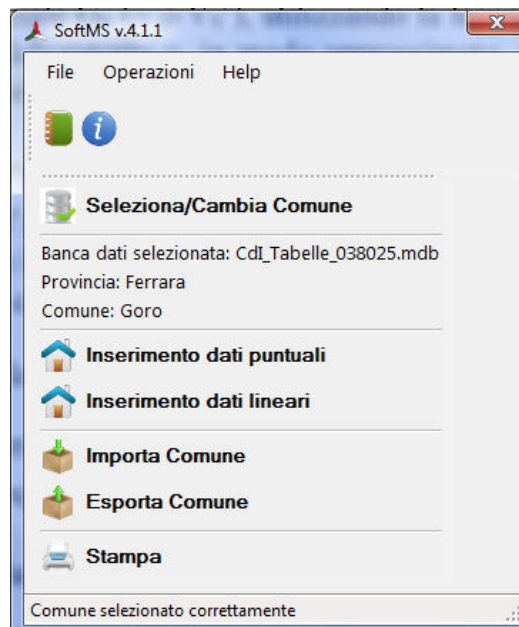 SoftMS v.4.1.1
File Operazioni Help
Seleziona/Cambia Comune
Banca dati selezionata: CdI_Tabelle_038025.mdb
Provincia: Ferrara
Comune: Goro
Inserimento dati puntuali
Inserimento dati lineari
Importa Comune
Esporta Comune
Stampa
Comune selezionato correttamente